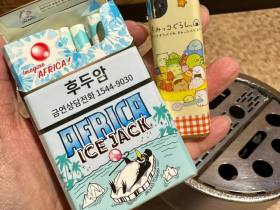 Imagine
AFRICA!
후두암
금연상담전화 1544-9030
AFRICA
ICE JACK
すみっコぐらし